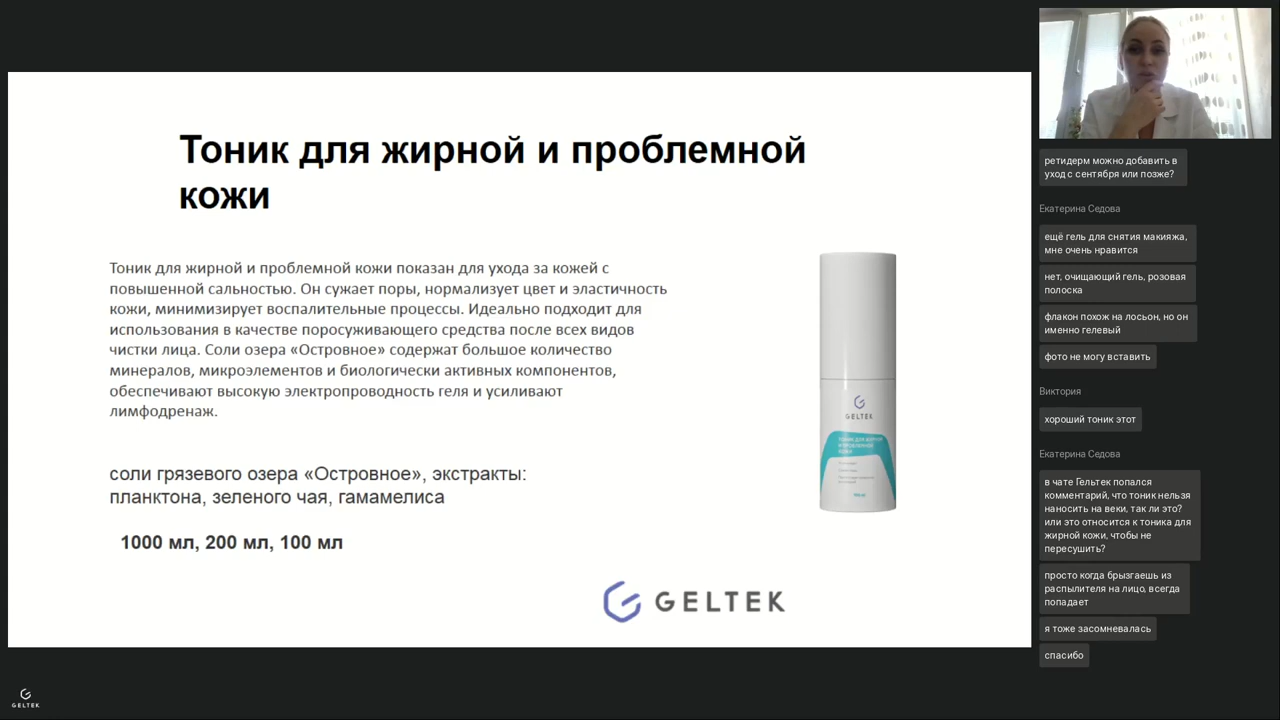 Тоник для жирной и проблемной
кожи
Тоник для жирной и проблемной кожи показан для ухода за кожей с
повышенной сальностью. Он сужает поры, нормализует цвет и эластичность
кожи, минимизирует воспалительные процессы. Идеально подходит для
использования в качестве поросуживающего средства после всех видов
чистки лица. Соли озера «Островное» содержат большое количество
минералов, микроэлементов и биологически активных компонентов,
обеспечивают высокую электропроводность геля и усиливают
лимфодренаж.
соли грязевого озера «Островное», экстракты:
планктона, зеленого чая, гамамелиса
1000 мл, 200 мл, 100 мл
GELTEK
ТОНИК ДЛЯ ЖИРНОЙ
И ПРОБЛЕМНОЙ
КОЖИ
GELTEK
GELTEK
ретидерм можно добавить в
уход с сентября или позже?
Екатерина Седова
ещё гель для снятия макияжа,
мне очень нравится
нет, очищающий гель, розовая
полоска
флакон похож на лосьон, но он
именно гелевый
фото не могу вставить
Виктория
хороший тоник этот
Екатерина Седова
в чате Гельтек попался
комментарий, что тоник нельзя
наносить на веки, так ли это?
или это относится к тоника для
жирной кожи, чтобы не
пересушить?
просто когда брызгаешь из
распылителя на лицо, всегда
попадает
я тоже засомневалась
спасибо